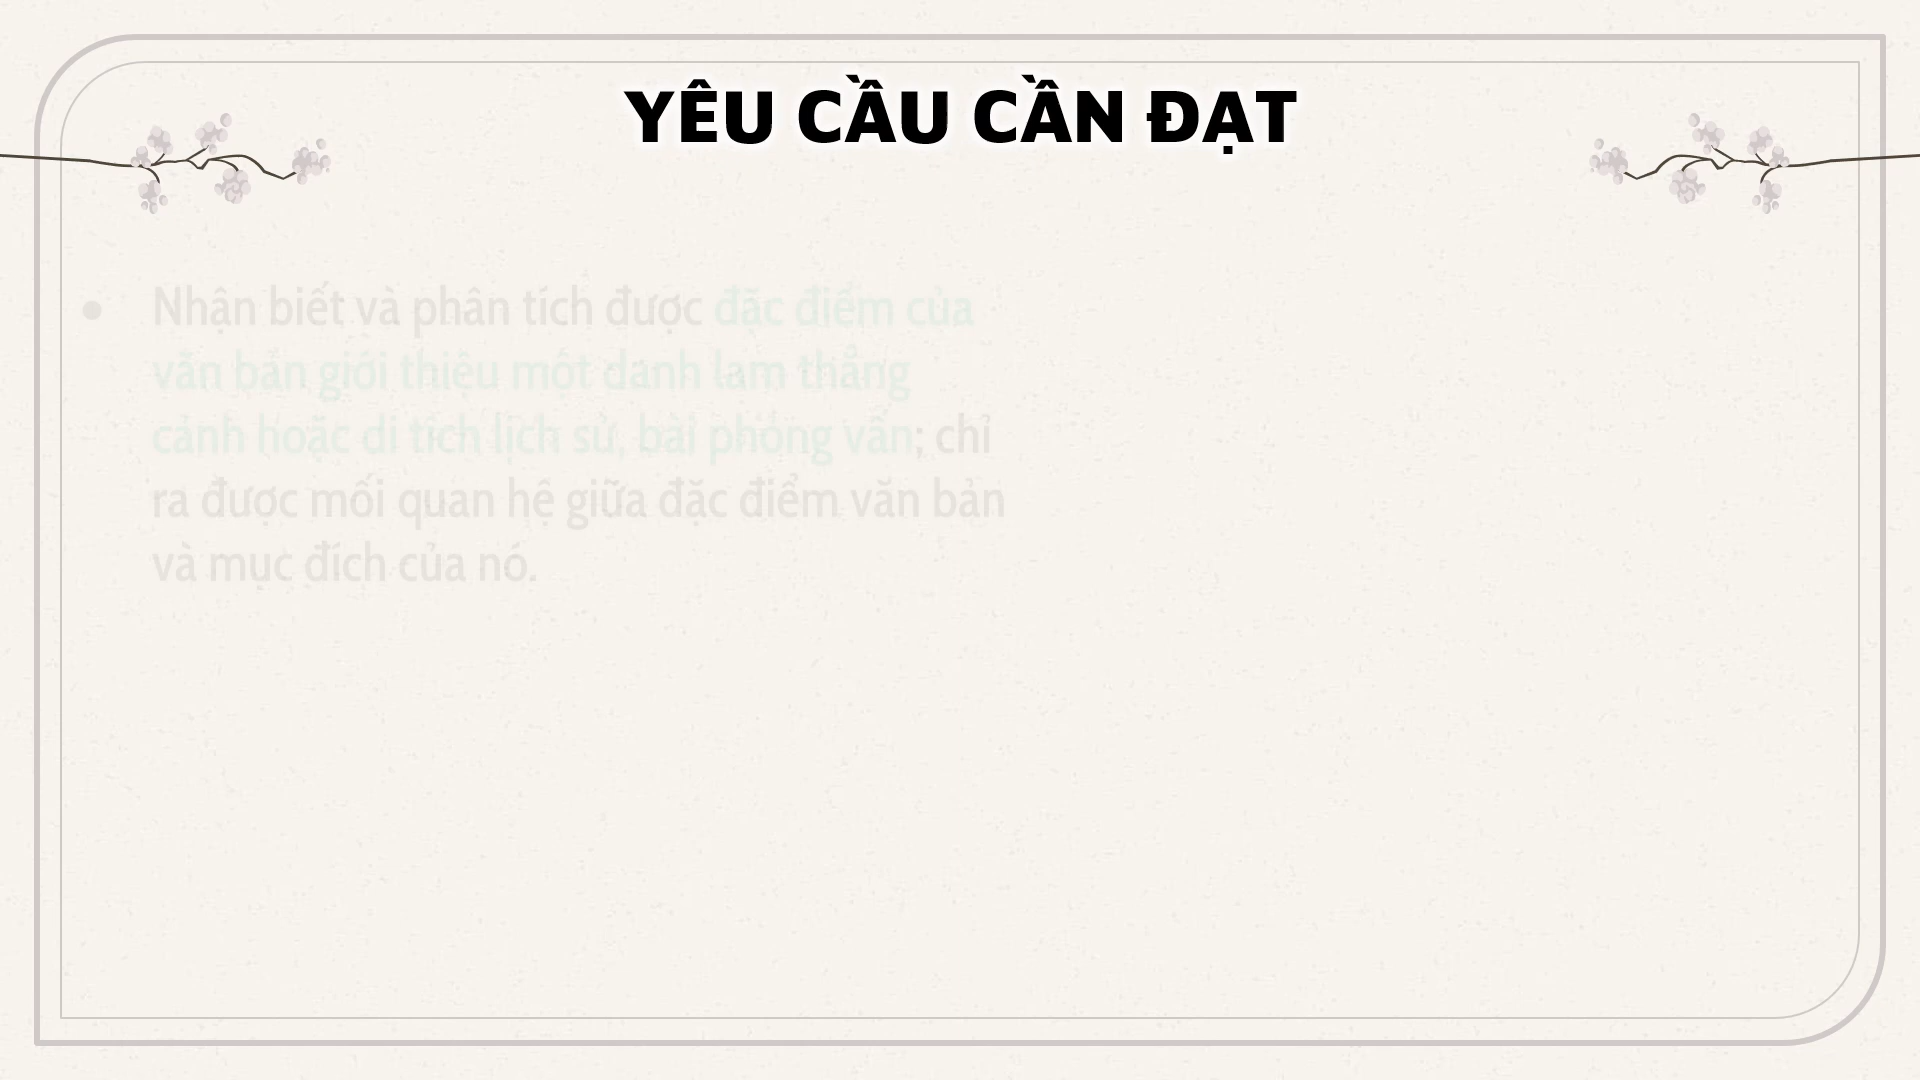 YÊU CẦU CẦN ĐẠT
• Nhận biết và phân tích được đặc điểm của
văn bản giới thiệu một danh lam thắng
cảnh hoặc di tích lịch sử, bài phỏng vấn; chỉ
ra được mối quan hệ giữa đặc điểm văn bản
và mục đích của nó.